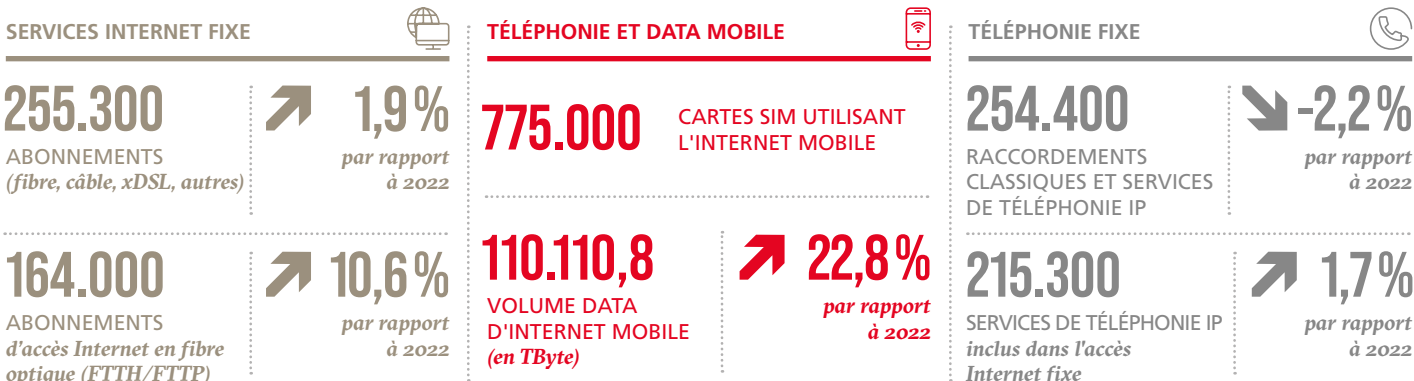 SERVICES INTERNET FIXE
255.300
ABONNEMENTS
(fibre, câble, xDSL, autres)
1,9%
par rapport
à 2022
164.000
ABONNEMENTS
d'accès Internet en fibre
optique (FTTH/FTTP)
10,6%
par rapport
à 2022
TÉLÉPHONIE ET DATA MOBILE
775.000
CARTES SIM UTILISANT
L'INTERNET MOBILE
110.110,8
VOLUME DATA
D'INTERNET MOBILE
(en TByte)
22,8%
par rapport
à 2022
TÉLÉPHONIE FIXE
254.400
RACCORDEMENTS
CLASSIQUES ET SERVICES
DE TÉLÉPHONIE IP
-2,2%
par rapport
à 2022
215.300
SERVICES DE TÉLÉPHONIE IP
inclus dans l'accès
Internet fixe
1,7%
par rapport
à 2022